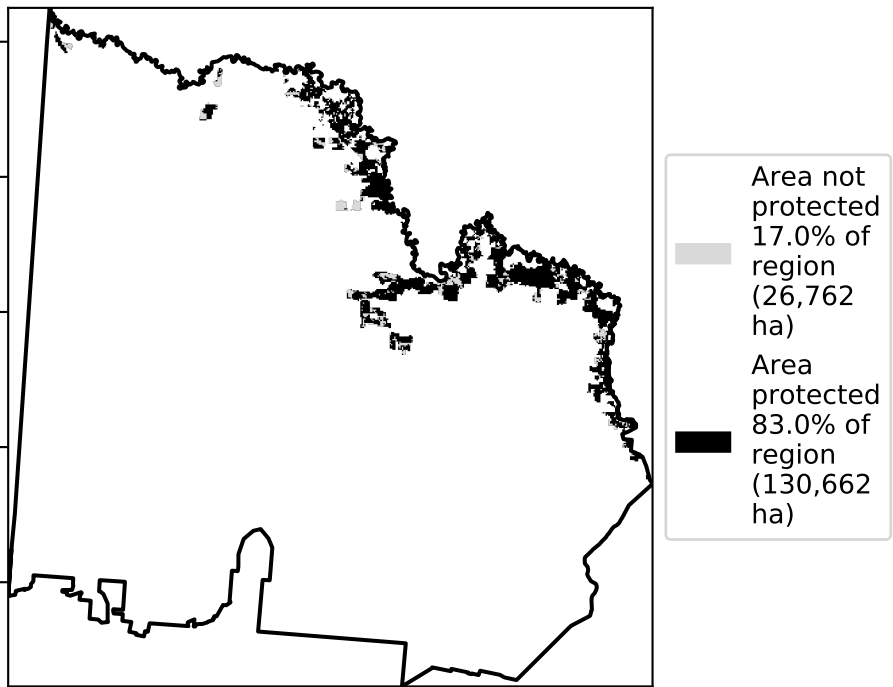 Area not
protected
17.0% of
region
(26,762
ha)
Area
protected
83.0% of
region
(130,662
ha)